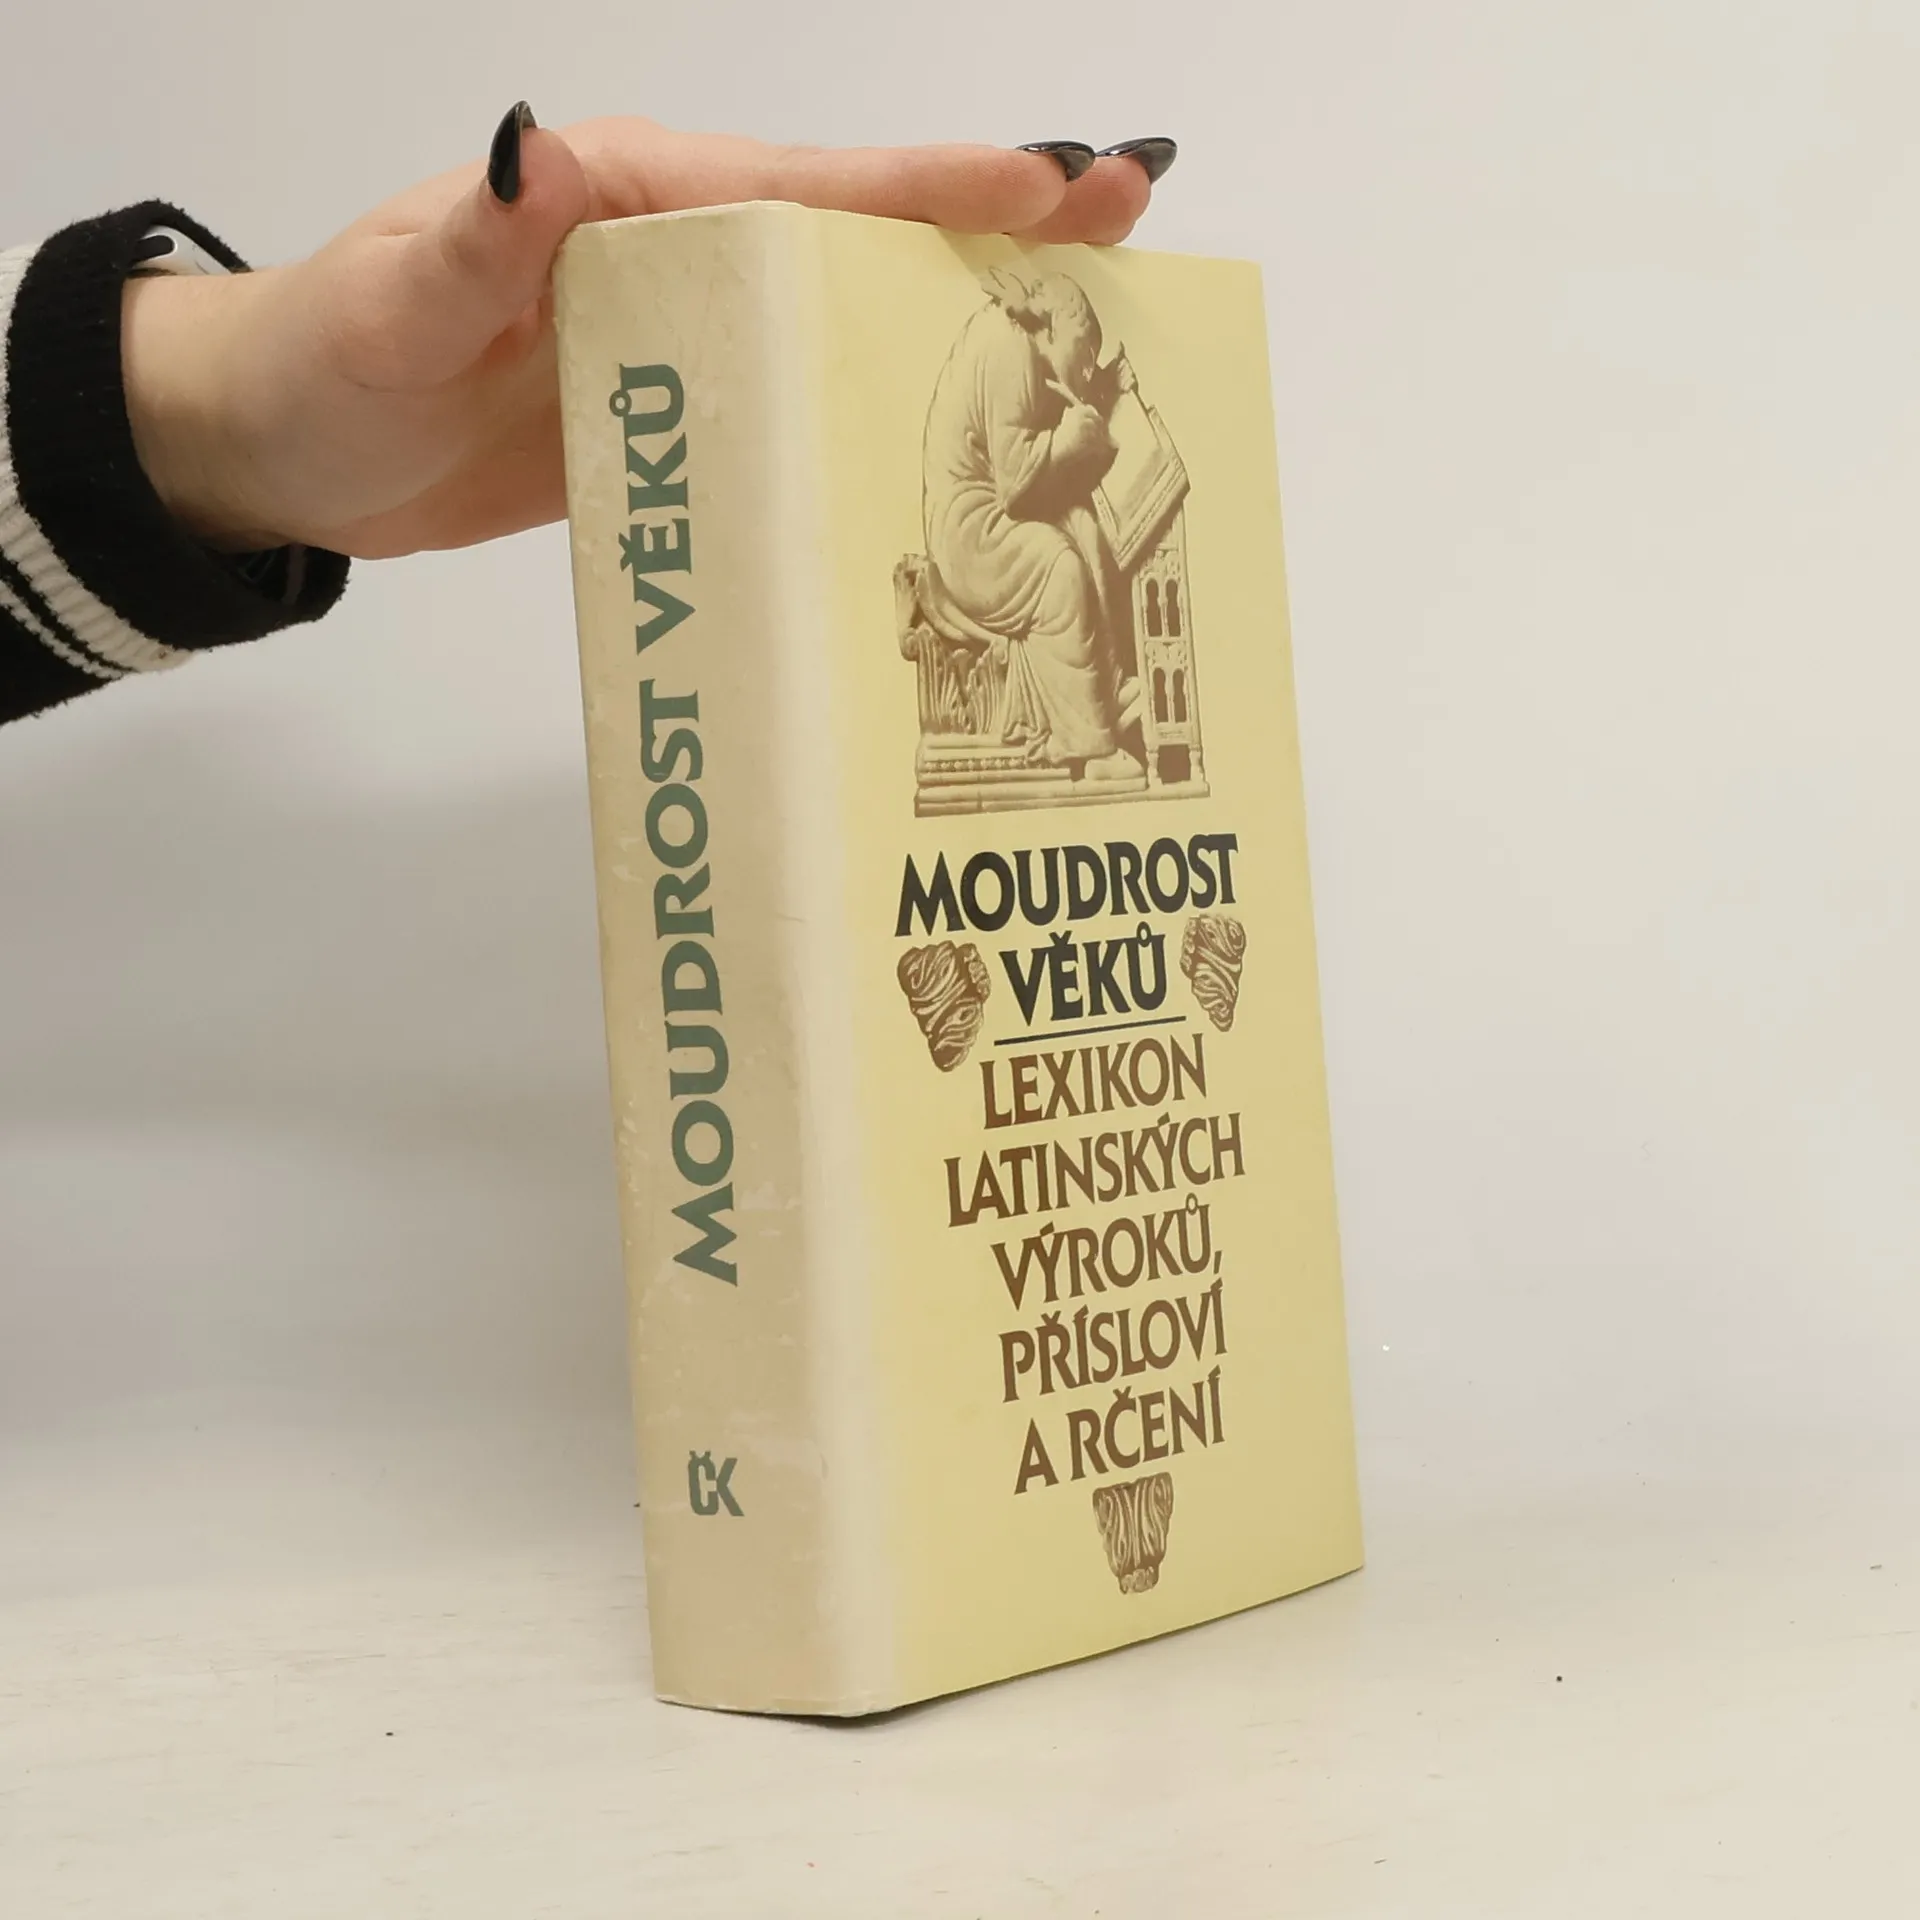 MOUDROST VĚKŮ
ČK
MOUDROST
VĚKŮ
LEXIKON
LATINSKÝCH
VÝROKŮ,
PŘÍSLOVÍ
A RČENÍ